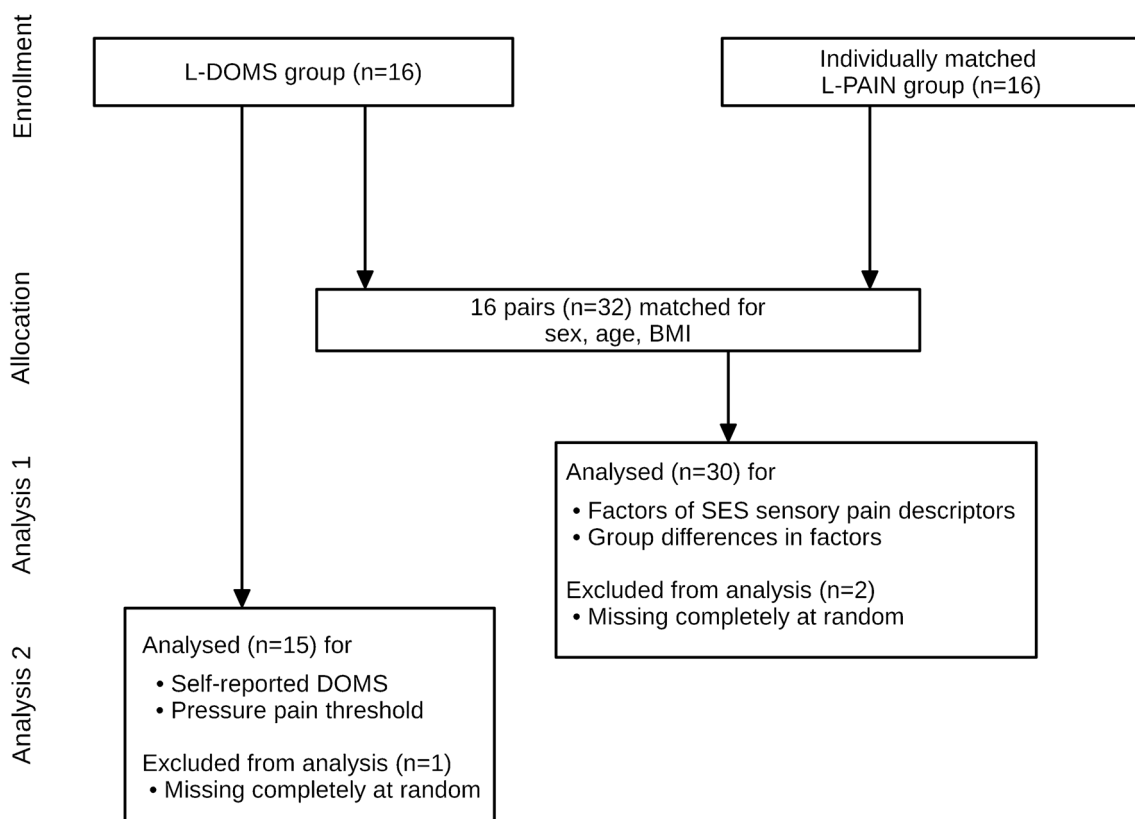 Enrollment
L-DOMS group (n=16)
Individually matched
L-PAIN group (n=16)
Allocation
16 pairs (n=32) matched for
sex, age, BMI
Analysis 1
Analysed (n=30) for
• Factors of SES sensory pain descriptors
• Group differences in factors
Excluded from analysis (n=2)
• Missing completely at random
Analysis 2
Analysed (n=15) for
• Self-reported DOMS
• Pressure pain threshold
Excluded from analysis (n=1)
• Missing completely at random